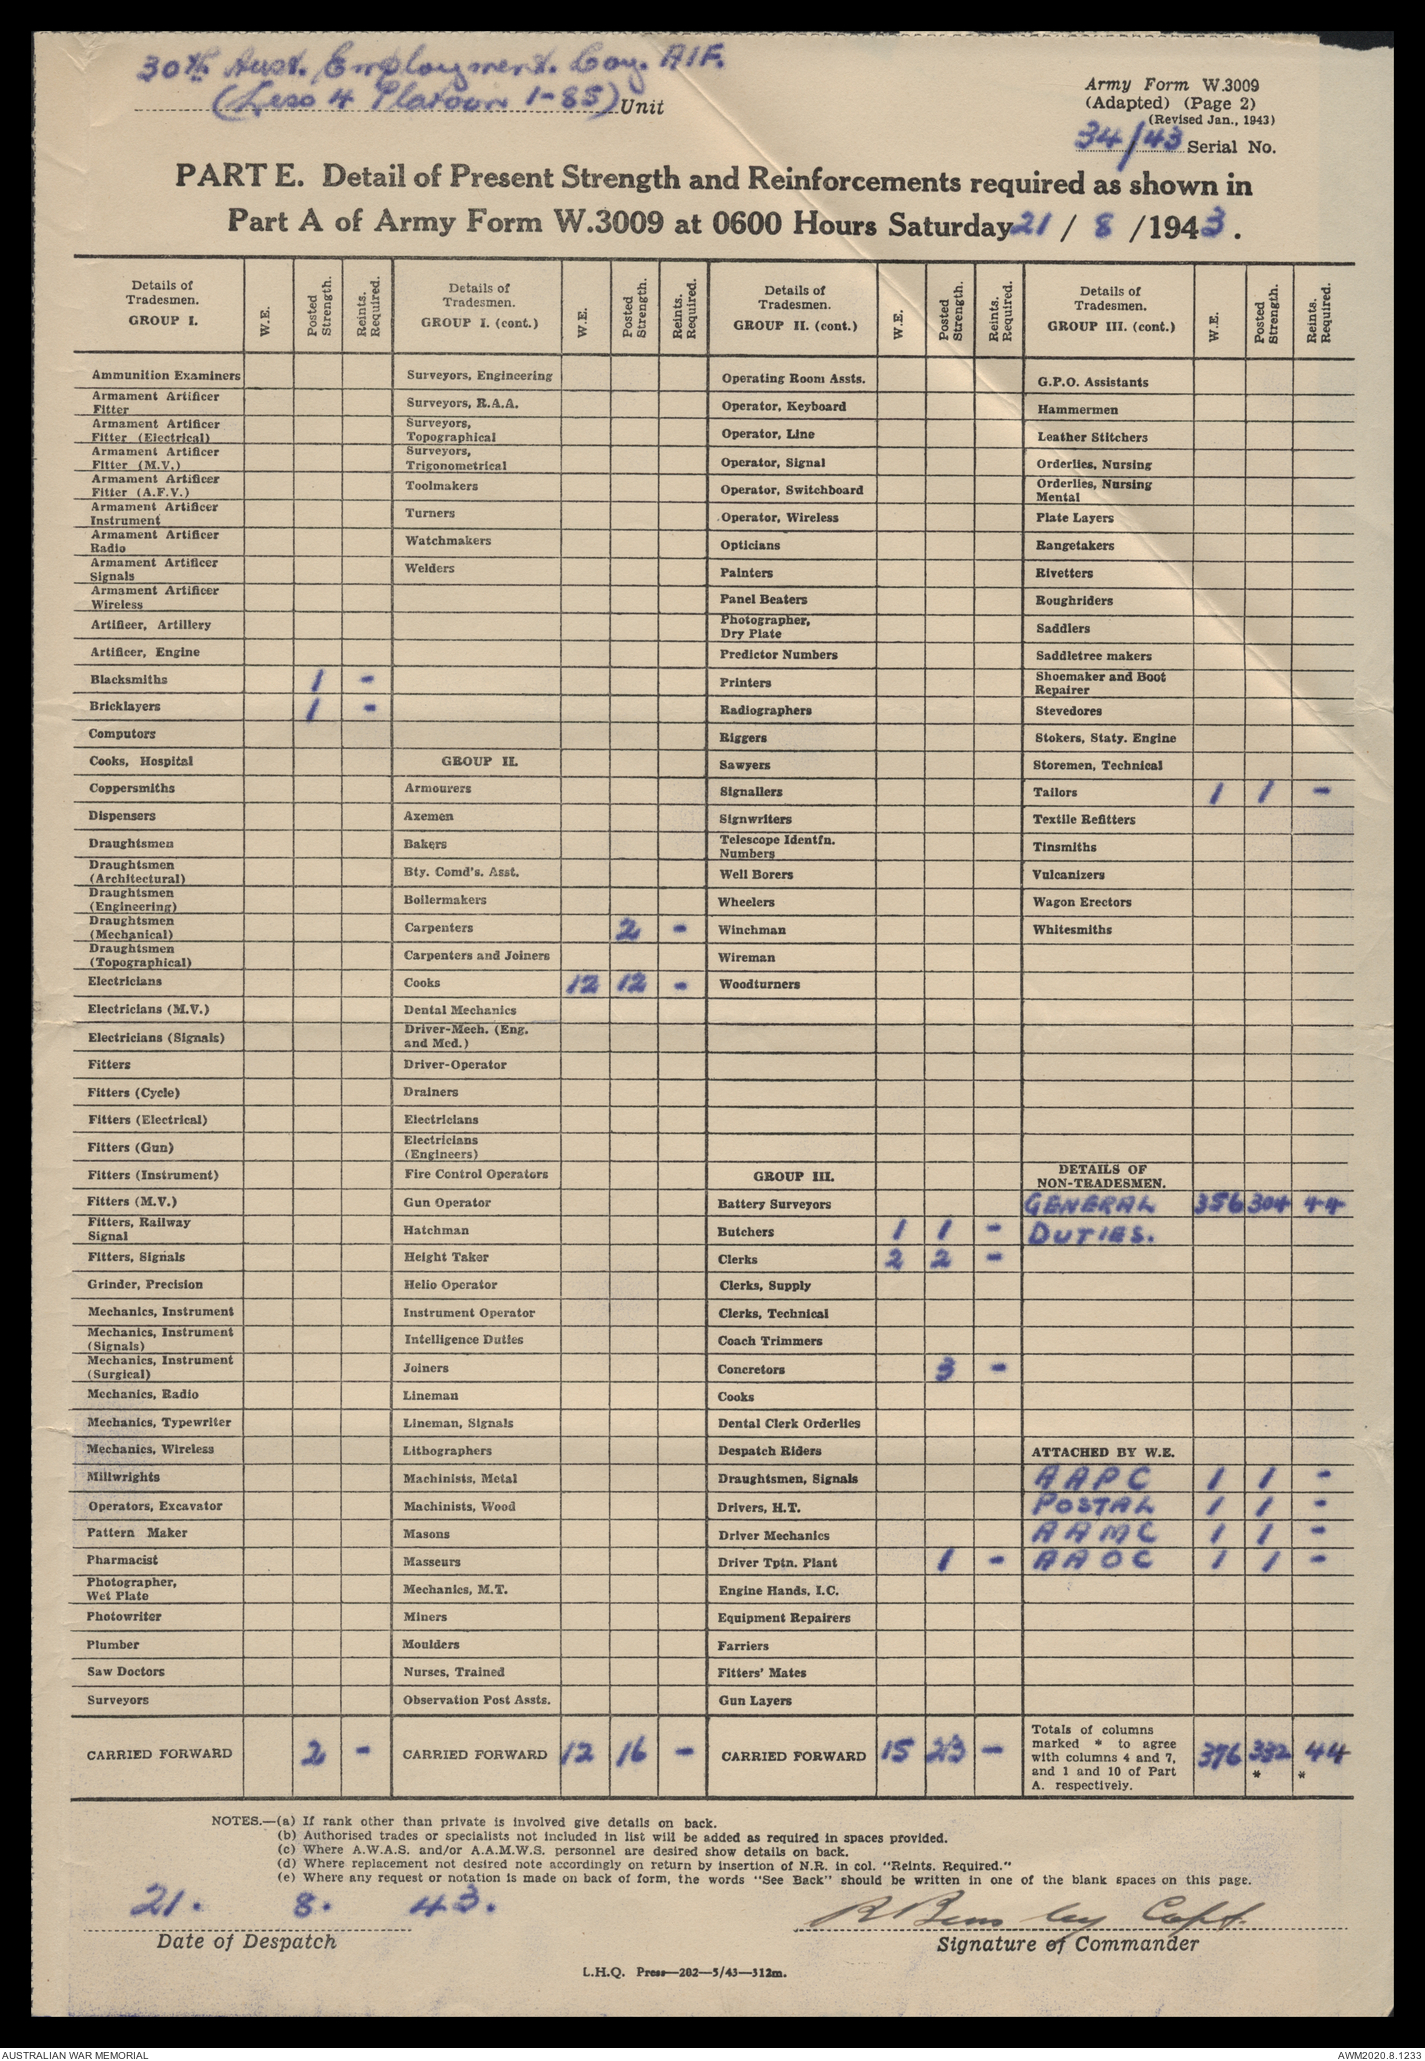 30th Aust. Employment. Coy. AIF.
(Less 4 Platoon 1-85) Unit
Army Form W.3009
(Adapted) (Page 2)
(Revised Jan., 1943)
34/43 Serial No.
PART E. Detail of Present Strength and Reinforcements required as shown in
Part A of Army Form W.3009 at 0600 Hours Saturday 21 / 8 / 1943.
Details of Tradesmen. GROUP I. W.E. Posted Strength. Reints. Required.
Ammunition Examiners
Armament Artificer
Fitter
Armament Artificer
Fitter (Electrical)
Armament Artificer
Fitter (M.V.)
Armament Artificer
Fitter (A.F.V.)
Armament Artificer
Instrument
Armament Artificer
Radio
Armament Artificer
Signals
Armament Artificer
Wireless
Artificer, Artillery
Artificer, Engine
Blacksmiths 1 -
Bricklayers 1 -
Computors
Cooks, Hospital
Coppersmiths
Dispensers
Draughtsmen
Draughtsmen
(Architectural)
Draughtsmen
(Engineering)
Draughtsmen
(Mechanical)
Draughtsmen
(Topographical)
Electricians
Electricians (M.V.)
Electricians (Signals)
Fitters
Fitters (Cycle)
Fitters (Electrical)
Fitters (Gun)
Fitters (Instrument)
Fitters (M.V.)
Fitters, Railway
Signal
Fitters, Signals
Grinder, Precision
Mechanics, Instrument
Mechanics, Instrument
(Signals)
Mechanics, Instrument
(Surgical)
Mechanics, Radio
Mechanics, Typewriter
Mechanics, Wireless
Millwrights
Operators, Excavator
Pattern Maker
Pharmacist
Photographer,
Wet Plate
Photowriter
Plumber
Saw Doctors
Surveyors
CARRIED FORWARD 2 -
Details of Tradesmen. GROUP I. (cont.) W.E. Posted Strength. Reints. Required.
Surveyors, Engineering
Surveyors, R.A.A.
Surveyors,
Topographical
Surveyors,
Trigonometrical
Toolmakers
Turners
Watchmakers
Welders
GROUP II.
Armourers
Axemen
Bakers
Bty. Comd's. Asst.
Boilermakers
Carpenters 2 -
Carpenters and Joiners
Cooks 12 12 -
Dental Mechanics
Driver-Mech. (Eng.
and Med.)
Driver-Operator
Drainers
Electricians
Electricians
(Engineers)
Fire Control Operators
Gun Operator
Hatchman
Height Taker
Helio Operator
Instrument Operator
Intelligence Duties
Joiners
Lineman
Lineman, Signals
Lithographers
Machinists, Metal
Machinists, Wood
Masons
Masseurs
Mechanics, M.T.
Miners
Moulders
Nurses, Trained
Observation Post Assts.
CARRIED FORWARD 12 16 -
Details of Tradesmen. GROUP II. (cont.) W.E. Posted Strength. Reints. Required.
Operating Room Assts.
Operator, Keyboard
Operator, Line
Operator, Signal
Operator, Switchboard
Operator, Wireless
Opticians
Painters
Panel Beaters
Photographer,
Dry Plate
Predictor Numbers
Printers
Radiographers
Riggers
Sawyers
Signallers
Signwriters
Telescope Identfn.
Numbers
Well Borers
Wheelers
Winchman
Wireman
Woodturners
GROUP III.
Battery Surveyors
Butchers 1 1 -
Clerks 2 2 -
Clerks, Supply
Clerks, Technical
Coach Trimmers
Concretors 3 -
Cooks
Dental Clerk Orderlies
Despatch Riders
Draughtsmen, Signals
Drivers, H.T.
Driver Mechanics
Driver Tptn. Plant 1 -
Engine Hands, I.C.
Equipment Repairers
Farriers
Fitters' Mates
Gun Layers
CARRIED FORWARD 15 23 -
Details of Tradesmen. GROUP III. (cont.) W.E. Posted Strength. Reints. Required.
G.P.O. Assistants
Hammermen
Leather Stitchers
Orderlies, Nursing
Orderlies, Nursing
Mental
Plate Layers
Rangetakers
Rivetters
Roughriders
Saddlers
Saddletree makers
Shoemaker and Boot
Repairer
Stevedores
Stokers, Staty. Engine
Storemen, Technical
Tailors 1 1 -
Textile Refitters
Tinsmiths
Vulcanizers
Wagon Erectors
Whitesmiths
DETAILS OF
NON-TRADESMEN.
GENERAL 356 304 44
DUTIES.
ATTACHED BY W.E.
AAPC 1 1 -
POSTAL 1 1 -
AAMC 1 1 -
AAOC 1 1 -
Totals of columns
marked * to agree
with columns 4 and 7,
and 1 and 10 of Part
A. respectively.
376 332 44
* *
NOTES.—(a) If rank other than private is involved give details on back.
(b) Authorised trades or specialists not included in list will be added as required in spaces provided.
(c) Where A.W.A.S. and/or A.A.M.W.S. personnel are desired show details on back.
(d) Where replacement not desired note accordingly on return by insertion of N.R. in col. "Reints. Required."
(e) Where any request or notation is made on back of form, the words "See Back" should be written in one of the blank spaces on this page.
21. 8. 43.
Date of Despatch
R Bensley Capt.
Signature of Commander
L.H.Q. Press—282—5/43—312m.
AUSTRALIAN WAR MEMORIAL
AWM2020.8.1233